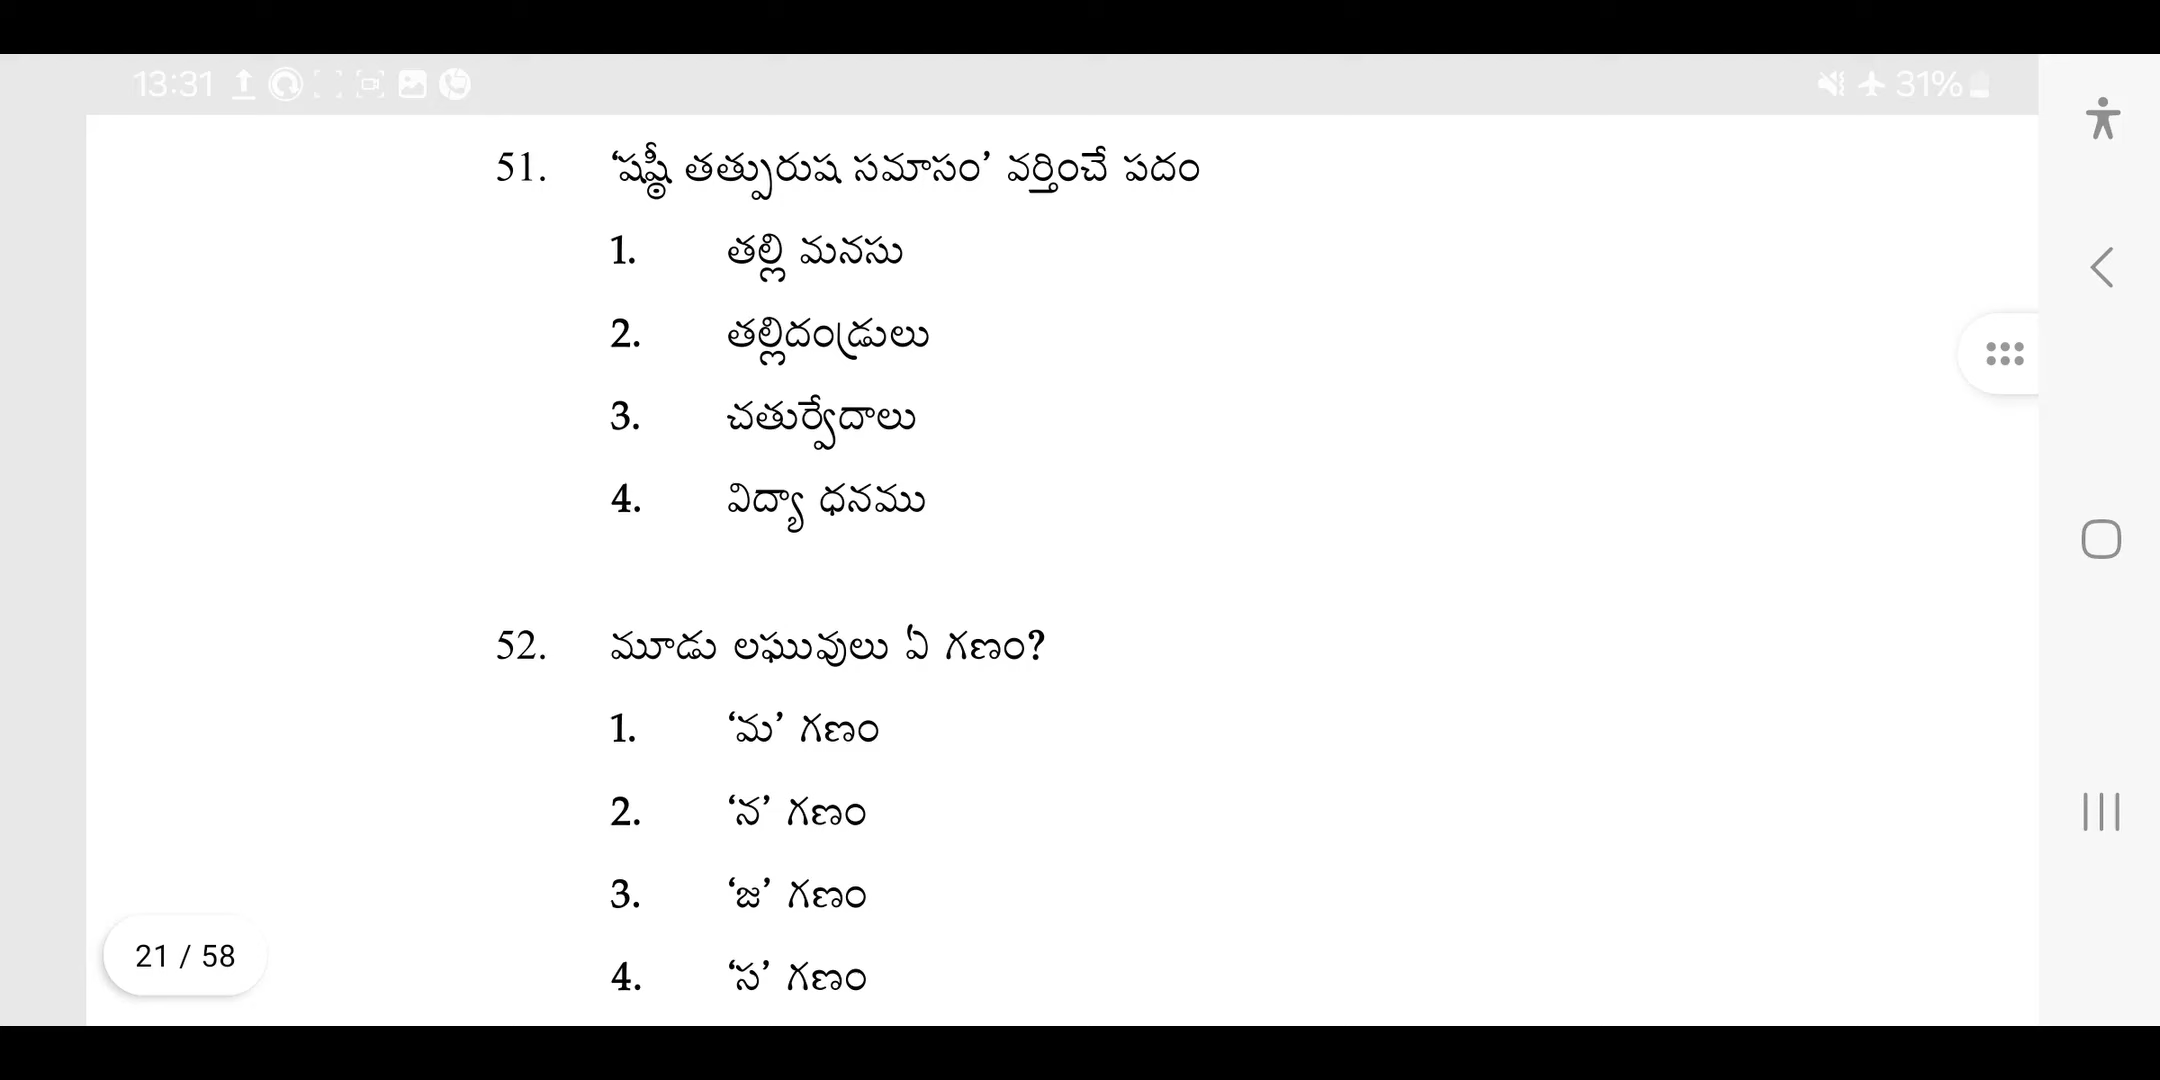 13:31 31%
51. ‘షష్ఠీ తత్పురుష సమాసం’ వర్తించే పదం
1. తల్లి మనసు
2. తల్లిదండ్రులు
3. చతుర్వేదాలు
4. విద్యా ధనము
52. మూడు లఘువులు ఏ గణం?
1. ‘మ’ గణం
2. ‘న’ గణం
3. ‘జ’ గణం
4. ‘స’ గణం
21 / 58